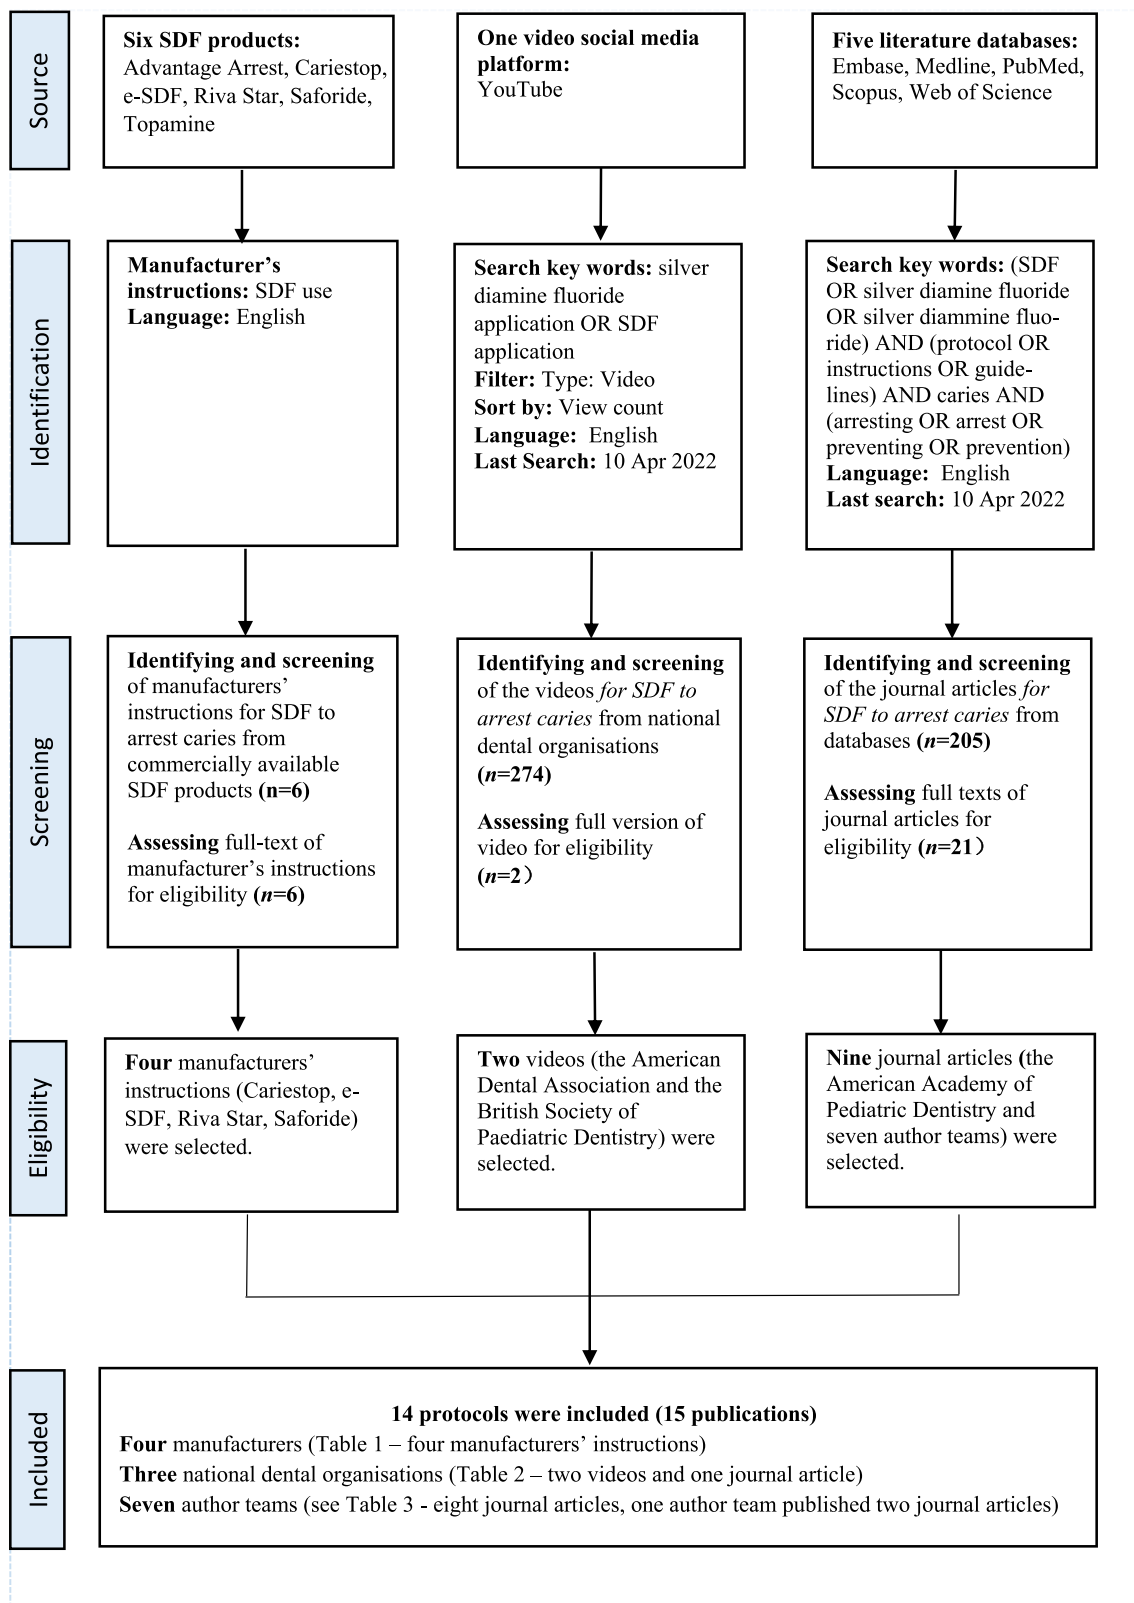 Source
Six SDF products:
Advantage Arrest, Cariestop,
e-SDF, Riva Star, Saforide,
Topamine
One video social media
platform:
YouTube
Five literature databases:
Embase, Medline, PubMed,
Scopus, Web of Science
Identification
Manufacturer’s
instructions: SDF use
Language: English
Search key words: silver
diamine fluoride
application OR SDF
application
Filter: Type: Video
Sort by: View count
Language: English
Last Search: 10 Apr 2022
Search key words: (SDF
OR silver diamine fluoride
OR silver diammine fluo-
ride) AND (protocol OR
instructions OR guide-
lines) AND caries AND
(arresting OR arrest OR
preventing OR prevention)
Language: English
Last search: 10 Apr 2022
Screening
Identifying and screening
of manufacturers’
instructions for SDF to
arrest caries from
commercially available
SDF products (n=6)
Assessing full-text of
manufacturer’s instructions
for eligibility (n=6)
Identifying and screening
of the videos for SDF to
arrest caries from national
dental organisations
(n=274)
Assessing full version of
video for eligibility
(n=2）
Identifying and screening
of the journal articles for
SDF to arrest caries from
databases (n=205)
Assessing full texts of
journal articles for
eligibility (n=21）
Eligibility
Four manufacturers’
instructions (Cariestop, e-
SDF, Riva Star, Saforide)
were selected.
Two videos (the American
Dental Association and the
British Society of
Paediatric Dentistry) were
selected.
Nine journal articles (the
American Academy of
Pediatric Dentistry and
seven author teams) were
selected.
Included
14 protocols were included (15 publications)
Four manufacturers (Table 1 – four manufacturers’ instructions)
Three national dental organisations (Table 2 – two videos and one journal article)
Seven author teams (see Table 3 - eight journal articles, one author team published two journal articles)